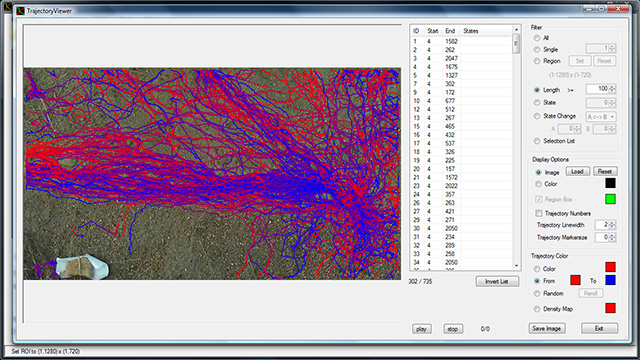 TrajectoryViewer
ID Start End States
1 4 1582
2 4 262
3 4 2047
4 4 1675
5 4 1327
7 4 302
9 4 172
10 4 677
12 4 512
13 4 267
15 4 465
16 4 432
17 4 537
18 4 326
19 4 225
20 4 157
21 4 1572
23 4 2022
24 4 357
25 4 263
27 4 421
29 4 271
30 4 2050
31 4 234
33 4 289
38 4 258
34 4 2050
302 / 735
Invert List
play stop 0/0
Filter
All
Single 1
Region Set Reset
(1-1280) x (1-720)
Length >= 100
State 0
State Change A <-> B
A 0 B 0
Selection List
Display Options
Image Load Reset
Color
Region Box
Trajectory Numbers
Trajectory Linewidth 2
Trajectory Markersize 0
Trajectory Color
Color
From To
Random Reroll
Density Map
Save Image Exit
Set ROI to (1,1280) x (1,720)